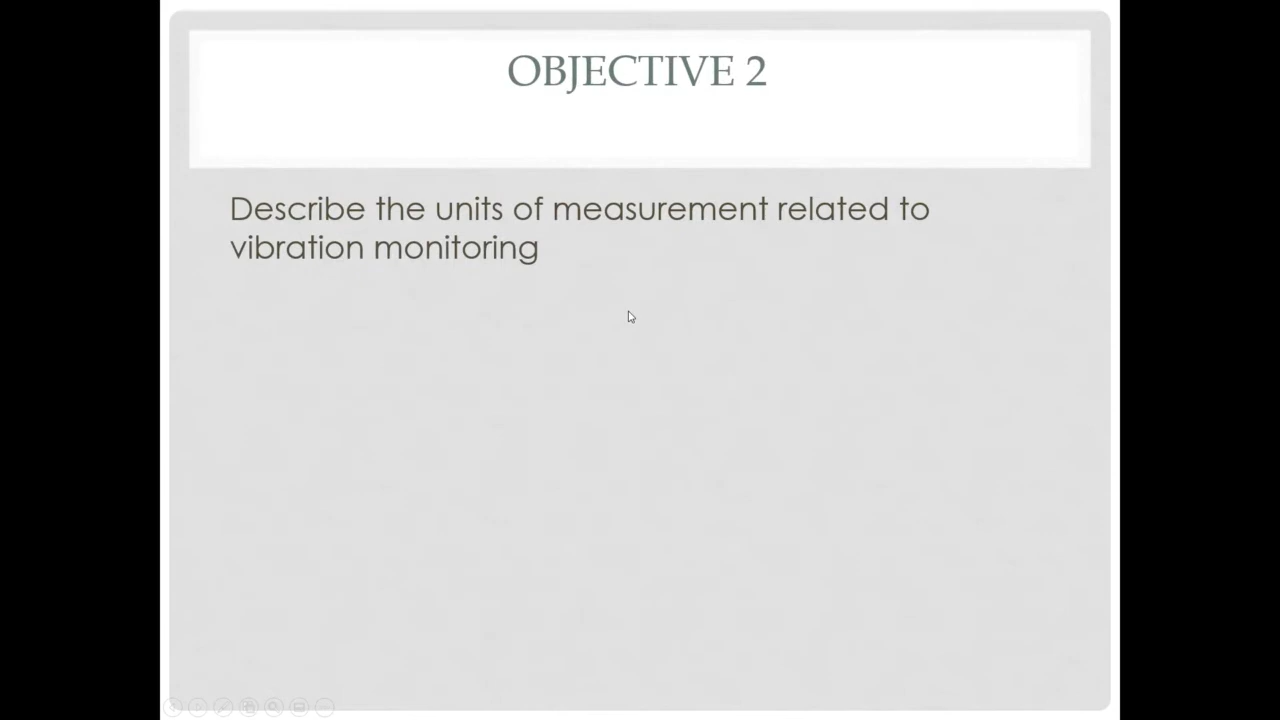 OBJECTIVE 2
Describe the units of measurement related to
vibration monitoring